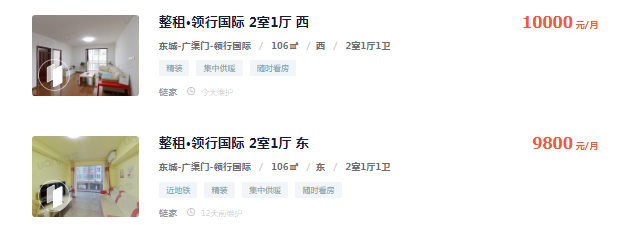 整租·领行国际 2室1厅 西
10000 元/月
东城-广渠门-领行国际 / 106㎡ / 西 / 2室1厅1卫
精装 集中供暖 随时看房
链家 今天维护
整租·领行国际 2室1厅 东
9800 元/月
东城-广渠门-领行国际 / 106㎡ / 东 / 2室1厅1卫
近地铁 精装 集中供暖 随时看房
链家 12天前维护